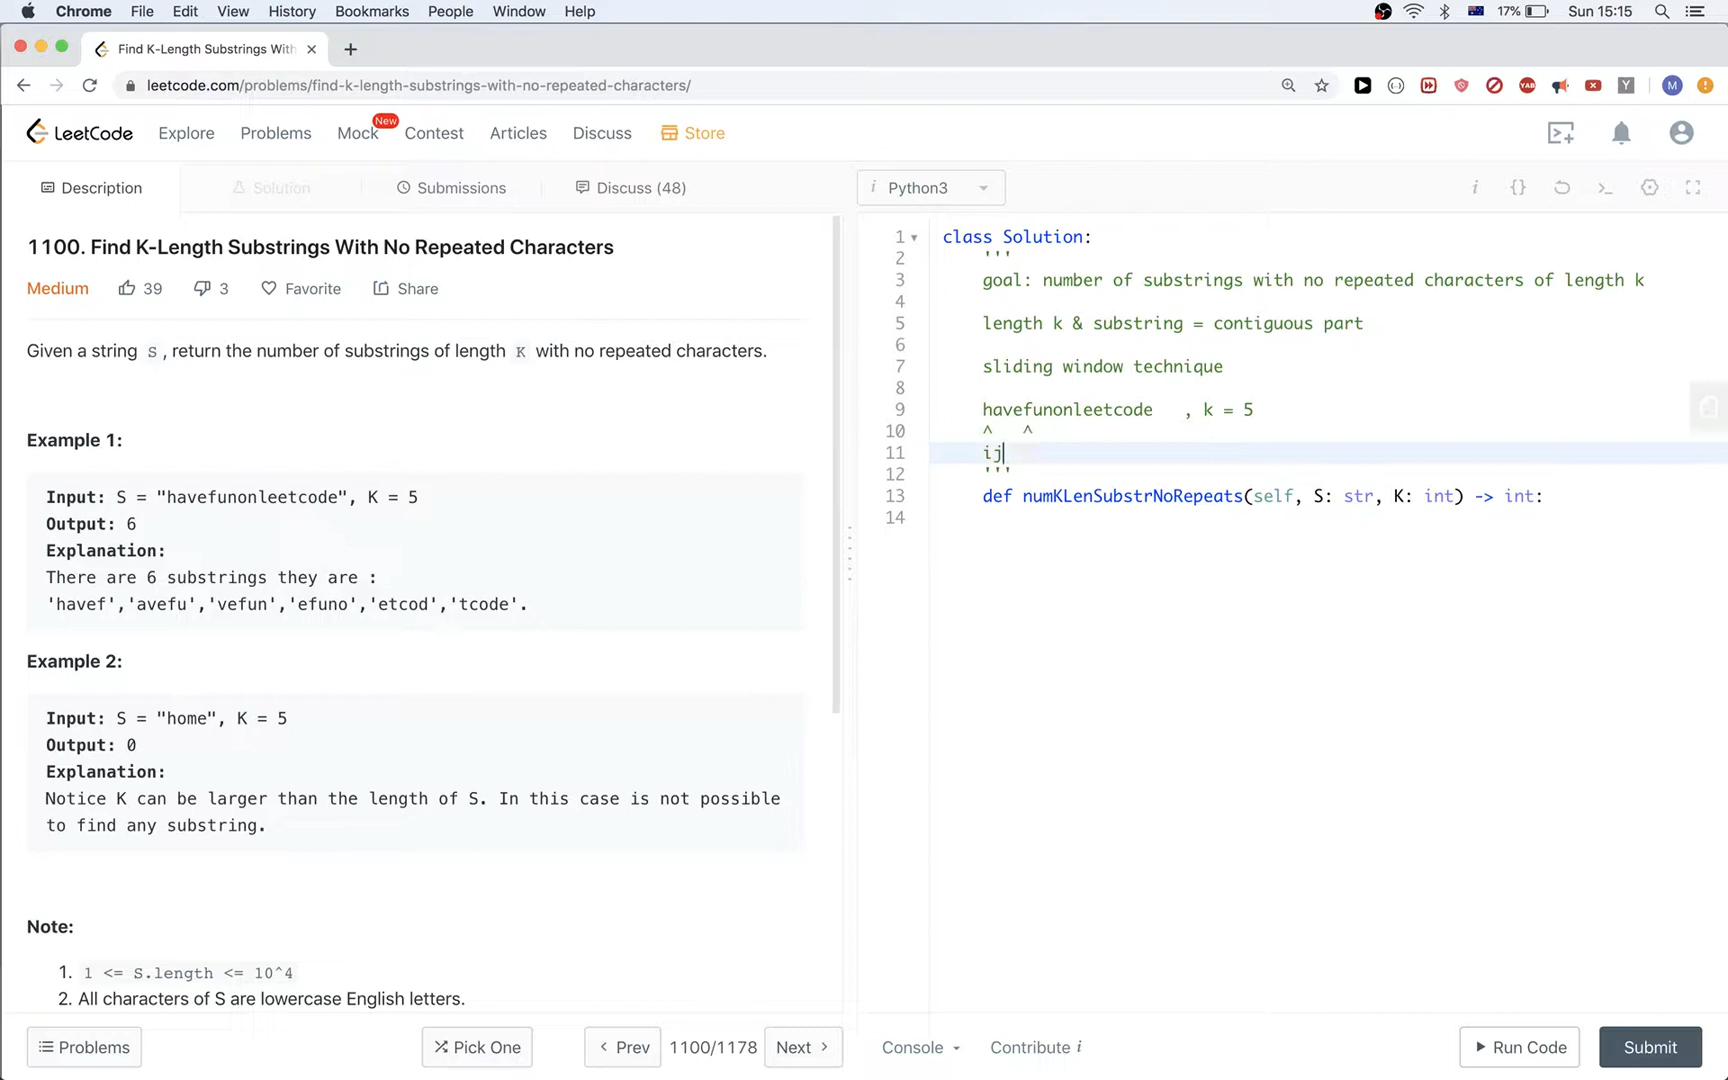 Chrome File Edit View History Bookmarks People Window Help 17% Sun 15:15
Find K-Length Substrings With
leetcode.com/problems/find-k-length-substrings-with-no-repeated-characters/
LeetCode Explore Problems Mock New Contest Articles Discuss Store
Description Solution Submissions Discuss (48)
1100. Find K-Length Substrings With No Repeated Characters
Medium 39 3 Favorite Share
Given a string S , return the number of substrings of length K with no repeated characters.
Example 1:
Input: S = "havefunonleetcode", K = 5
Output: 6
Explanation:
There are 6 substrings they are :
'havef','avefu','vefun','efuno','etcod','tcode'.
Example 2:
Input: S = "home", K = 5
Output: 0
Explanation:
Notice K can be larger than the length of S. In this case is not possible
to find any substring.
Note:
1. 1 <= S.length <= 10^4
2. All characters of S are lowercase English letters.
Problems Pick One < Prev 1100/1178 Next >
i Python3
1 class Solution:
2 '''
3 goal: number of substrings with no repeated characters of length k
4
5 length k & substring = contiguous part
6
7 sliding window technique
8
9 havefunonleetcode , k = 5
10 ^ ^
11 ij
12 '''
13 def numKLenSubstrNoRepeats(self, S: str, K: int) -> int:
14
Console Contribute i Run Code Submit